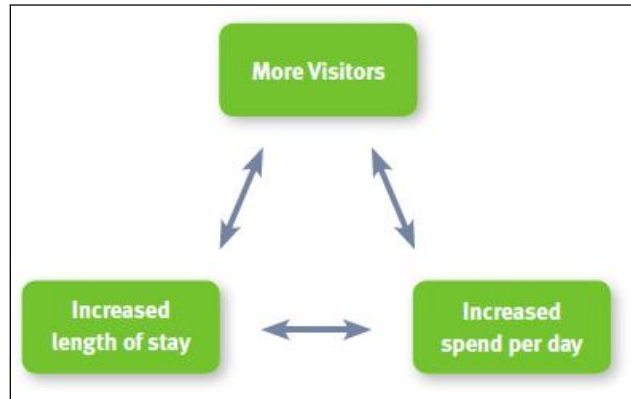 More Visitors
Increased
length of stay
Increased
spend per day